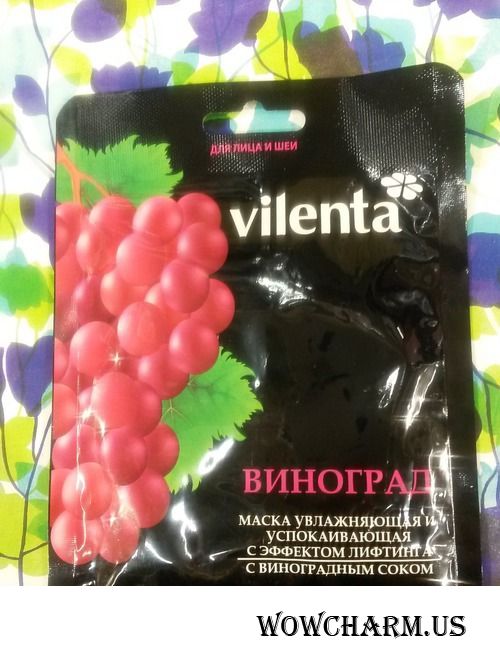 ДЛЯ ЛИЦА И ШЕИ
vilenta
ВИНОГРАД
МАСКА УВЛАЖНЯЮЩАЯ И
УСПОКАИВАЮЩАЯ
С ЭФФЕКТОМ ЛИФТИНГА
С ВИНОГРАДНЫМ СОКОМ
WOWCHARM.US